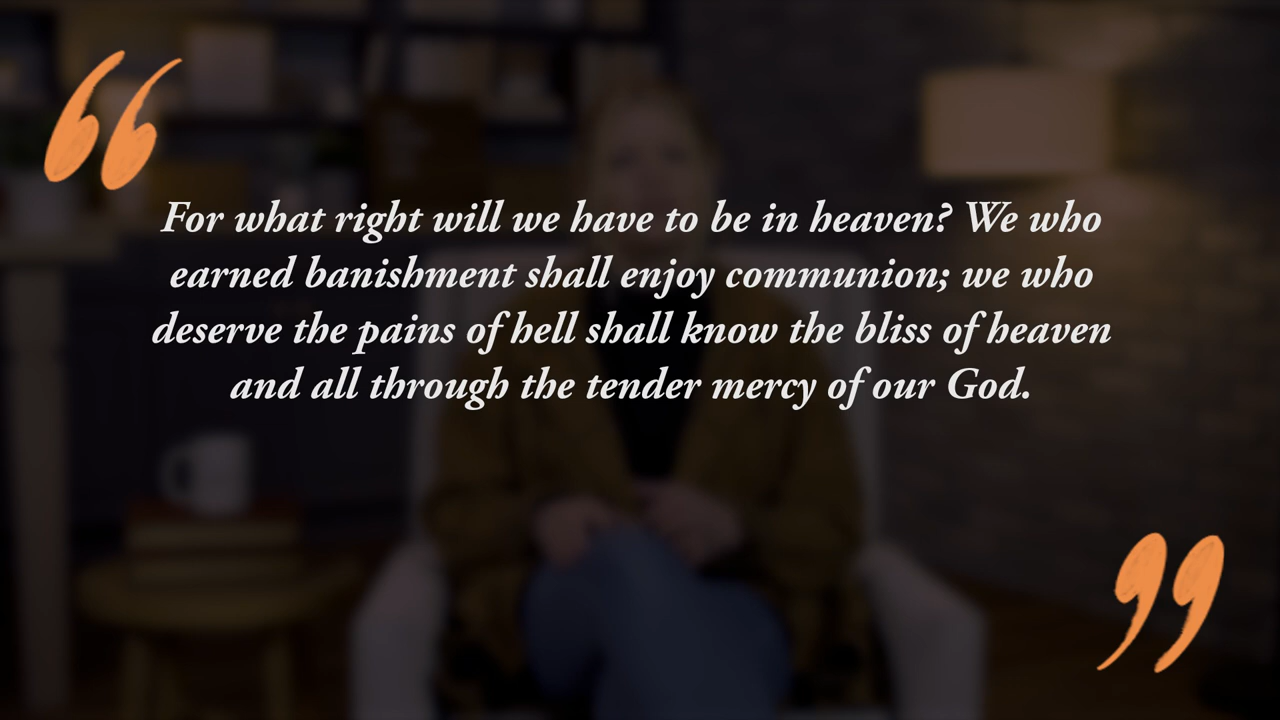 “
For what right will we have to be in heaven? We who
earned banishment shall enjoy communion; we who
deserve the pains of hell shall know the bliss of heaven
and all through the tender mercy of our God.
”